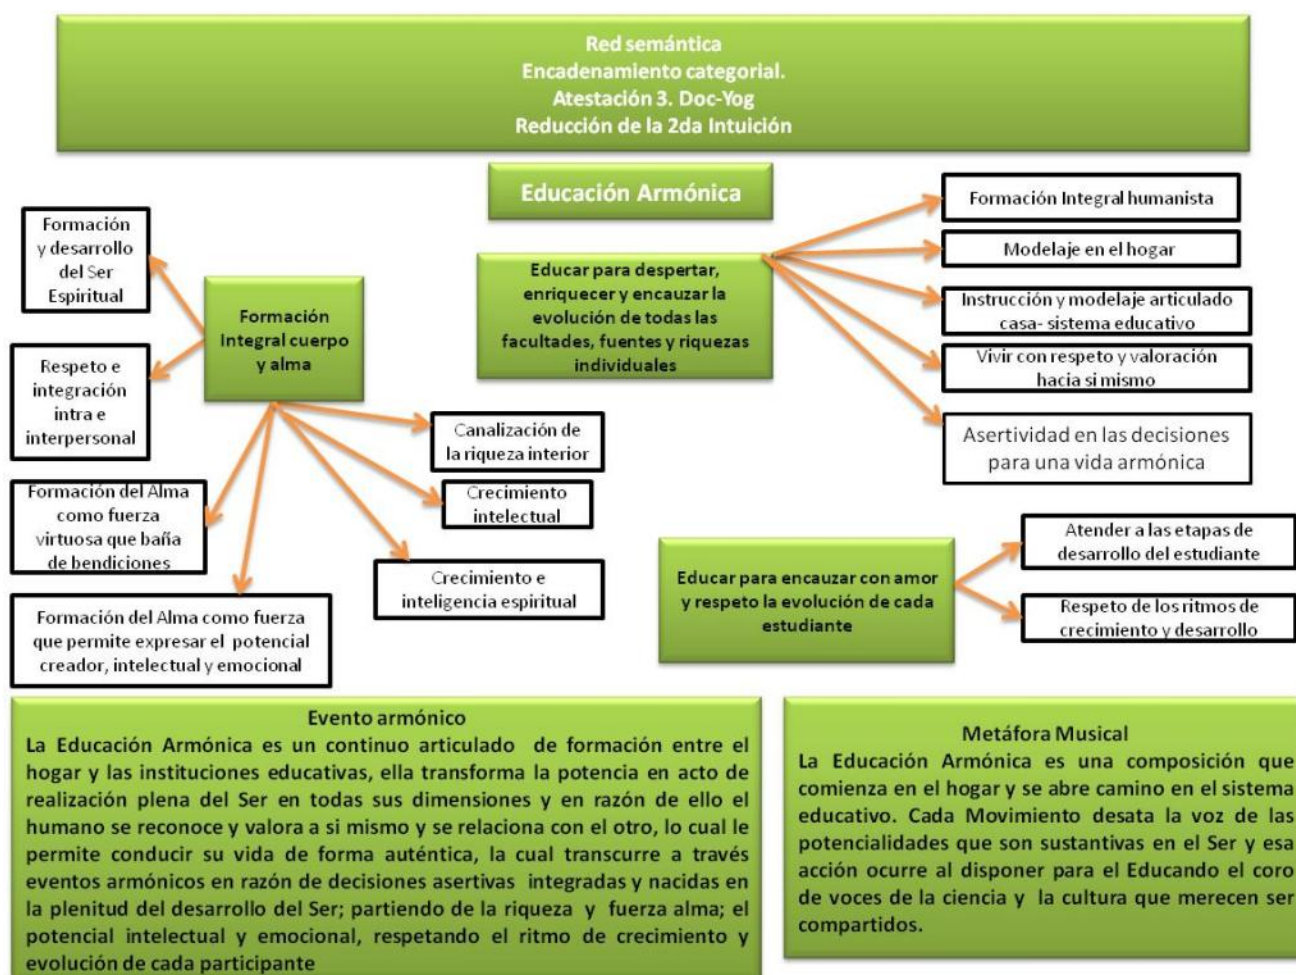 Red semántica
Encadenamiento categorial.
Atestación 3. Doc-Yog
Reducción de la 2da Intuición
Educación Armónica
Formación
y desarrollo
del Ser
Espiritual
Respeto e
integración
intra e
interpersonal
Formación
Integral cuerpo
y alma
Formación del Alma
como fuerza
virtuosa que baña
de bendiciones
Formación del Alma como fuerza
que permite expresar el potencial
creador, intelectual y emocional
Canalización de
la riqueza interior
Crecimiento
intelectual
Crecimiento e
inteligencia espiritual
Educar para despertar,
enriquecer y encauzar la
evolución de todas las
facultades, fuentes y riquezas
individuales
Formación Integral humanista
Modelaje en el hogar
Instrucción y modelaje articulado
casa- sistema educativo
Vivir con respeto y valoración
hacia si mismo
Asertividad en las decisiones
para una vida armónica
Educar para encauzar con amor
y respeto la evolución de cada
estudiante
Atender a las etapas de
desarrollo del estudiante
Respeto de los ritmos de
crecimiento y desarrollo
Evento armónico
La Educación Armónica es un continuo articulado de formación entre el
hogar y las instituciones educativas, ella transforma la potencia en acto de
realización plena del Ser en todas sus dimensiones y en razón de ello el
humano se reconoce y valora a si mismo y se relaciona con el otro, lo cual le
permite conducir su vida de forma auténtica, la cual transcurre a través
eventos armónicos en razón de decisiones asertivas integradas y nacidas en
la plenitud del desarrollo del Ser; partiendo de la riqueza y fuerza alma; el
potencial intelectual y emocional, respetando el ritmo de crecimiento y
evolución de cada participante
Metáfora Musical
La Educación Armónica es una composición que
comienza en el hogar y se abre camino en el sistema
educativo. Cada Movimiento desata la voz de las
potencialidades que son sustantivas en el Ser y esa
acción ocurre al disponer para el Educando el coro
de voces de la ciencia y la cultura que merecen ser
compartidos.